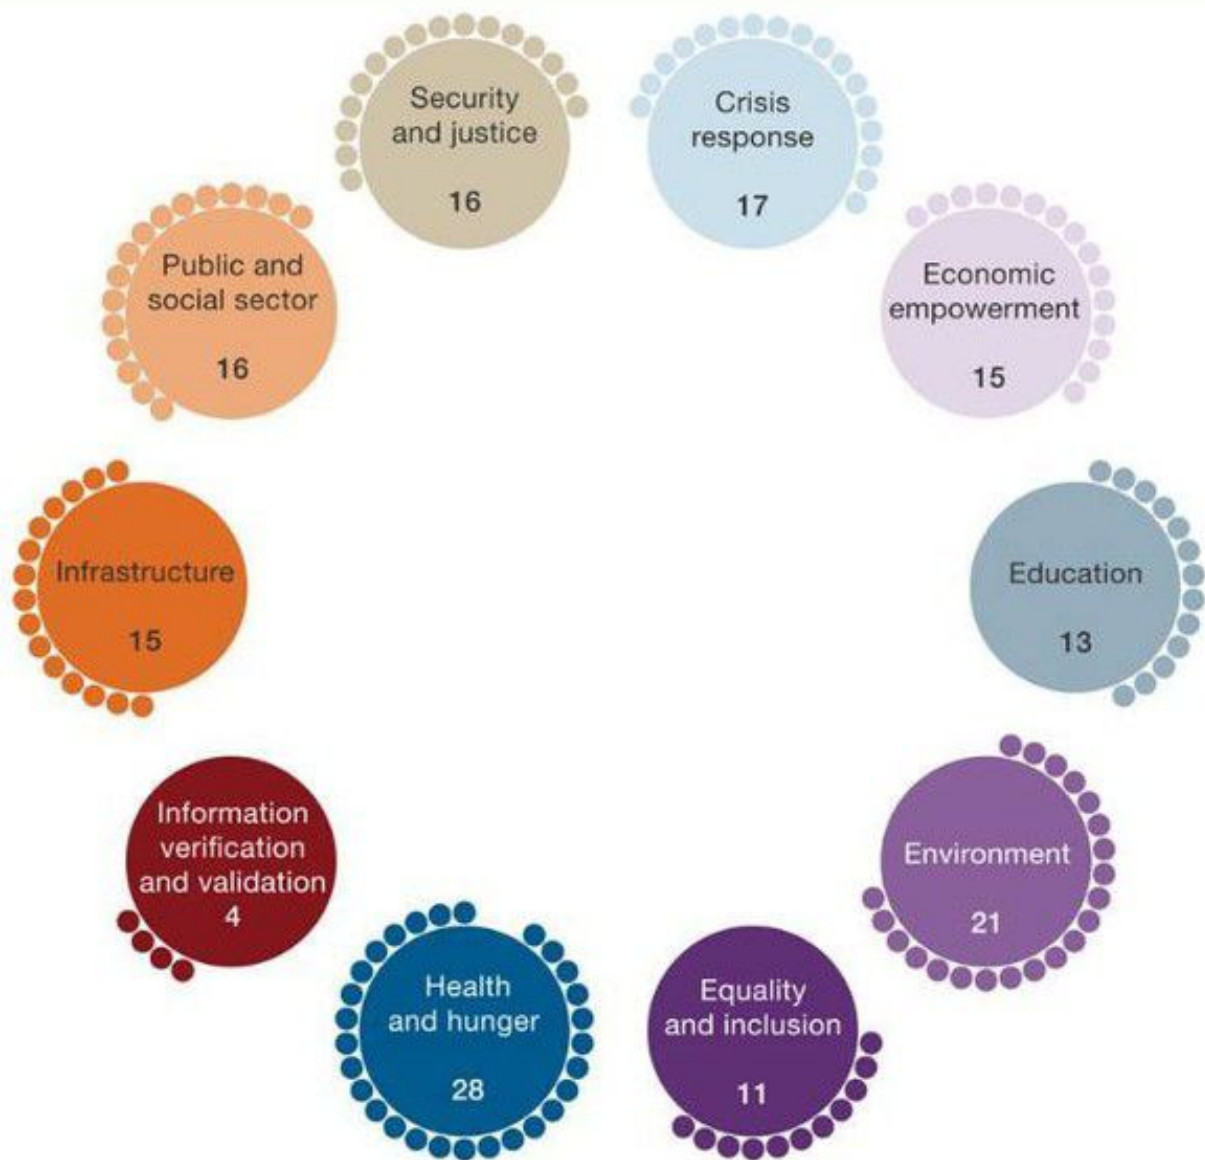 Security
and justice
16
Crisis
response
17
Public and
social sector
16
Economic
empowerment
15
Infrastructure
15
Education
13
Information
verification
and validation
4
Environment
21
Health
and hunger
28
Equality
and inclusion
11